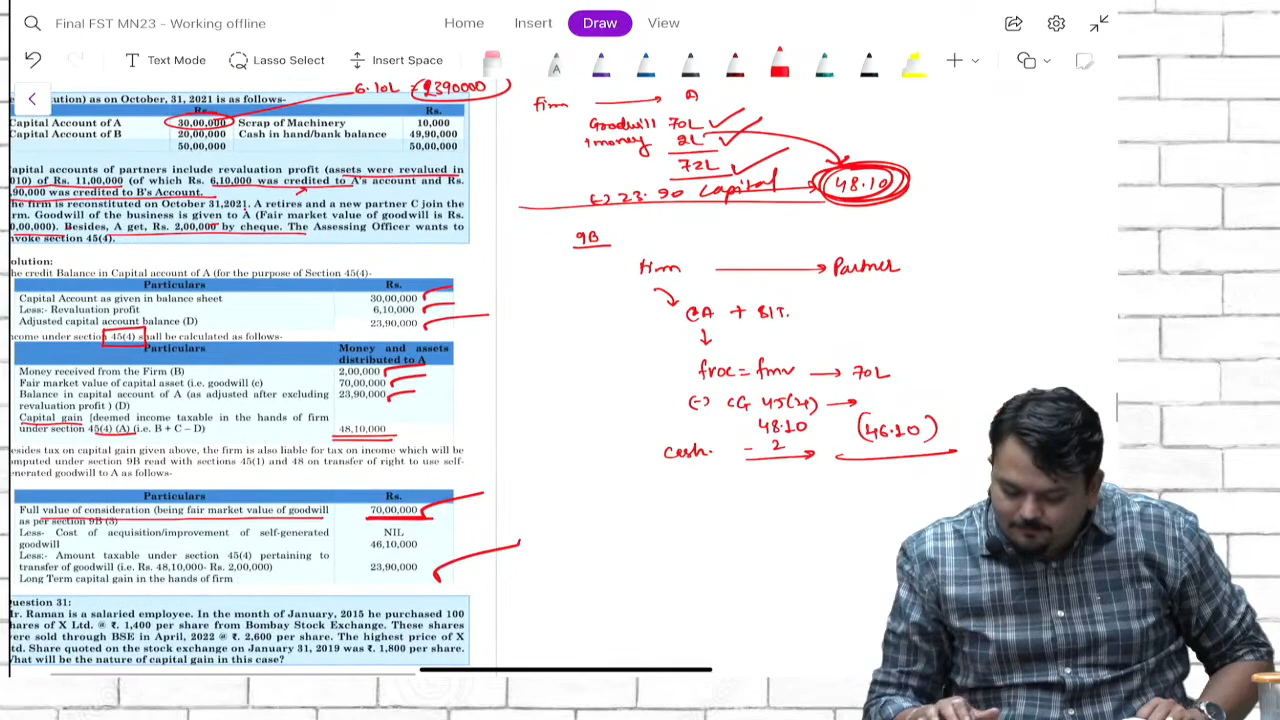 Final FST MN23 - Working offline
Home
Insert
Draw
View
Text Mode
Lasso Select
Insert Space
6.10L = 2390000
ution) as on October, 31, 2021 is as follows-
Rs.
Rs.
Capital Account of A 30,00,000 Scrap of Machinery 10,000
Capital Account of B 20,00,000 Cash in hand/bank balance 49,90,000
50,00,000 50,00,000
apital accounts of partners include revaluation profit (assets were revalued in
010) of Rs. 11,00,000 (of which Rs. 6,10,000 was credited to A's account and Rs.
90,000 was credited to B's Account.
he firm is reconstituted on October 31,2021. A retires and a new partner C join the
rm. Goodwill of the business is given to A (Fair market value of goodwill is Rs.
0,00,000). Besides, A get, Rs. 2,00,000 by cheque. The Assessing Officer wants to
nvoke section 45(4).
olution:
he credit Balance in Capital account of A (for the purpose of Section 45(4)-
Particulars Rs.
Capital Account as given in balance sheet 30,00,000
Less:- Revaluation profit 6,10,000
Adjusted capital account balance (D) 23,90,000
come under section 45(4) shall be calculated as follows-
Particulars Money and assets
distributed to A
Money received from the Firm (B) 2,00,000
Fair market value of capital asset (i.e. goodwill (c) 70,00,000
Balance in capital account of A (as adjusted after excluding 23,90,000
revaluation profit ) (D)
Capital gain [deemed income taxable in the hands of firm
under section 45(4) (A) (i.e. B + C – D) 48,10,000
esides tax on capital gain given above, the firm is also liable for tax on income which will be
omputed under section 9B read with sections 45(1) and 48 on transfer of right to use self-
enerated goodwill to A as follows-
Particulars Rs.
Full value of consideration (being fair market value of goodwill 70,00,000
as per section 9B (3)
Less- Cost of acquisition/improvement of self-generated NIL
goodwill 46,10,000
Less:- Amount taxable under section 45(4) pertaining to
transfer of goodwill (i.e. Rs. 48,10,000- Rs. 2,00,000) 23,90,000
Long Term capital gain in the hands of firm
uestion 31:
Mr. Raman is a salaried employee. In the month of January, 2015 he purchased 100
hares of X Ltd. @ ₹. 1,400 per share from Bombay Stock Exchange. These shares
ere sold through BSE in April, 2022 @ ₹. 2,600 per share. The highest price of X
td. Share quoted on the stock exchange on January 31, 2019 was ₹. 1,800 per share.
hat will be the nature of capital gain in this case?
Firm A
Goodwill 70L
+money 2L
72L
(-) 23.90 Capital 48.10
9B
Firm Partner
CA + SIT.
froc = fmv 70L
(-) CG 45(4)
48.10 (46.10)
cash. - 2